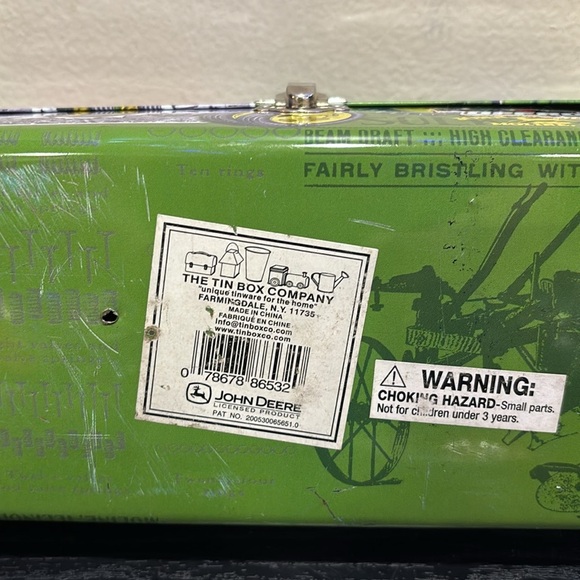 BEAM DRAFT ::: HIGH CLEARAN
Ten rings
FAIRLY BRISTLING WIT
THE TIN BOX COMPANY
"unique tinware for the home"
FARMINGDALE, N.Y. 11735
MADE IN CHINA
FABRIQUÉ EN CHINE
info@tinboxco.com
www.tinboxco.com
0 78678 86532
JOHN DEERE
LICENSED PRODUCT
PAT NO. 200530065651.0
WARNING:
CHOKING HAZARD-Small parts.
Not for children under 3 years.